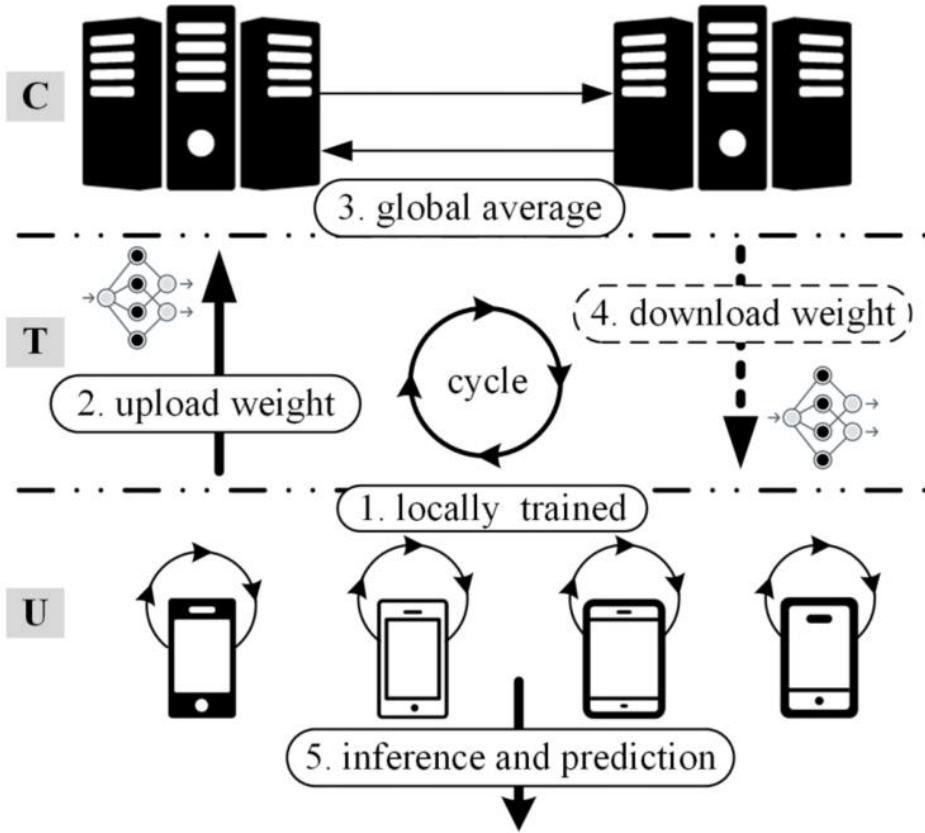 C
3. global average
T
2. upload weight
cycle
4. download weight
1. locally trained
U
5. inference and prediction